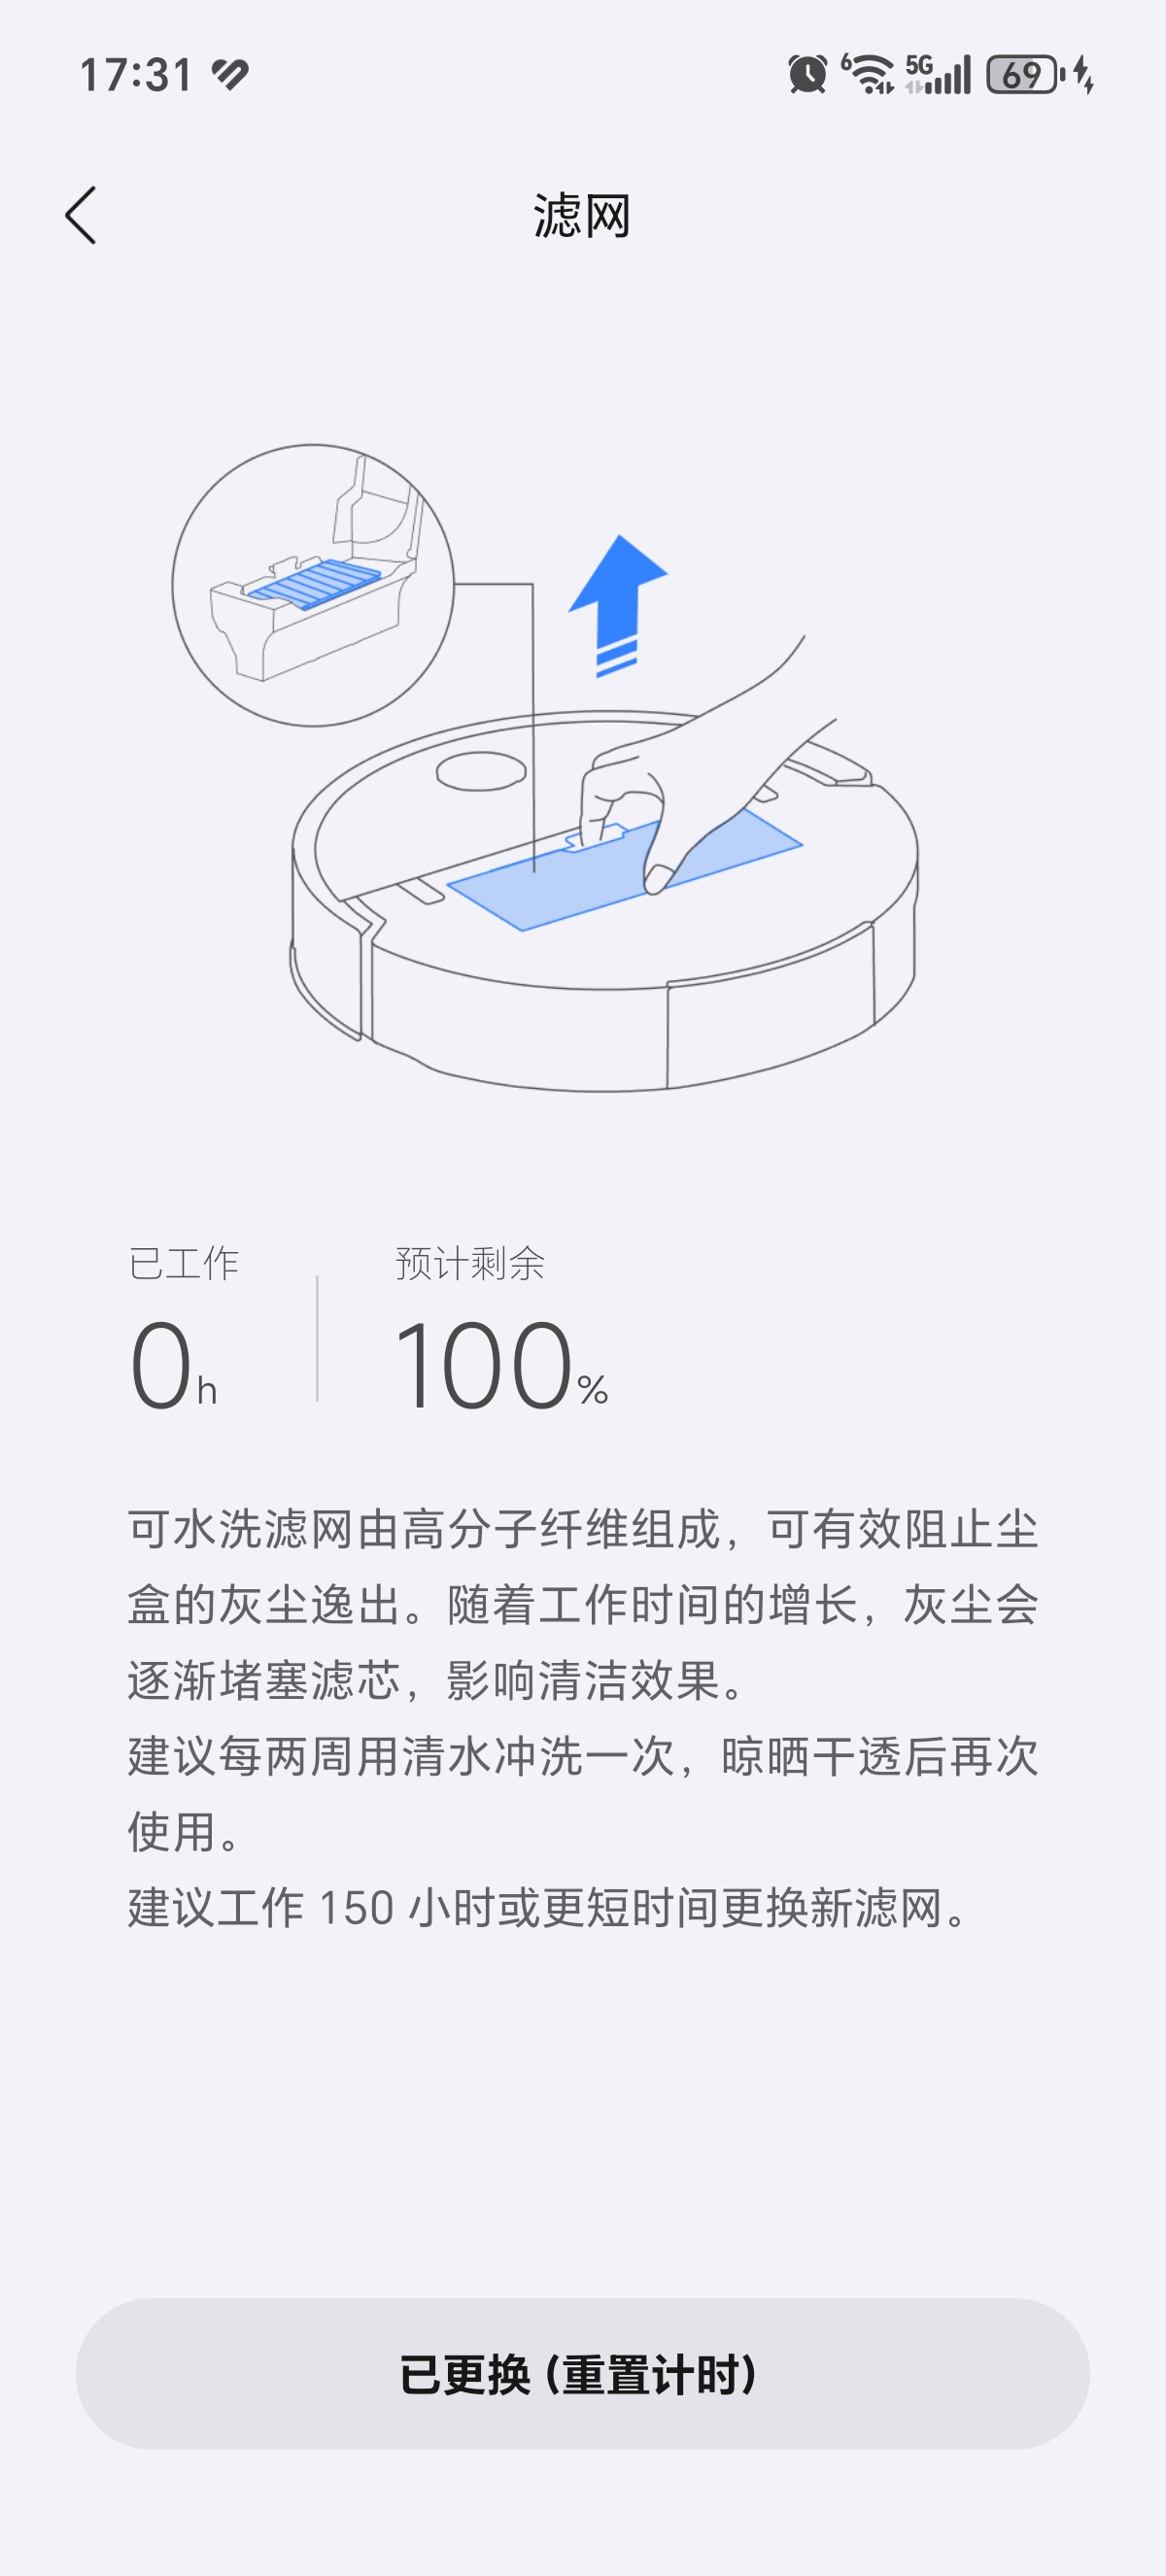 17:31
6 5G 69
滤网
已工作 预计剩余
0h 100%
可水洗滤网由高分子纤维组成，可有效阻止尘
盒的灰尘逸出。随着工作时间的增长，灰尘会
逐渐堵塞滤芯，影响清洁效果。
建议每两周用清水冲洗一次，晾晒干透后再次
使用。
建议工作 150 小时或更短时间更换新滤网。
已更换 (重置计时)